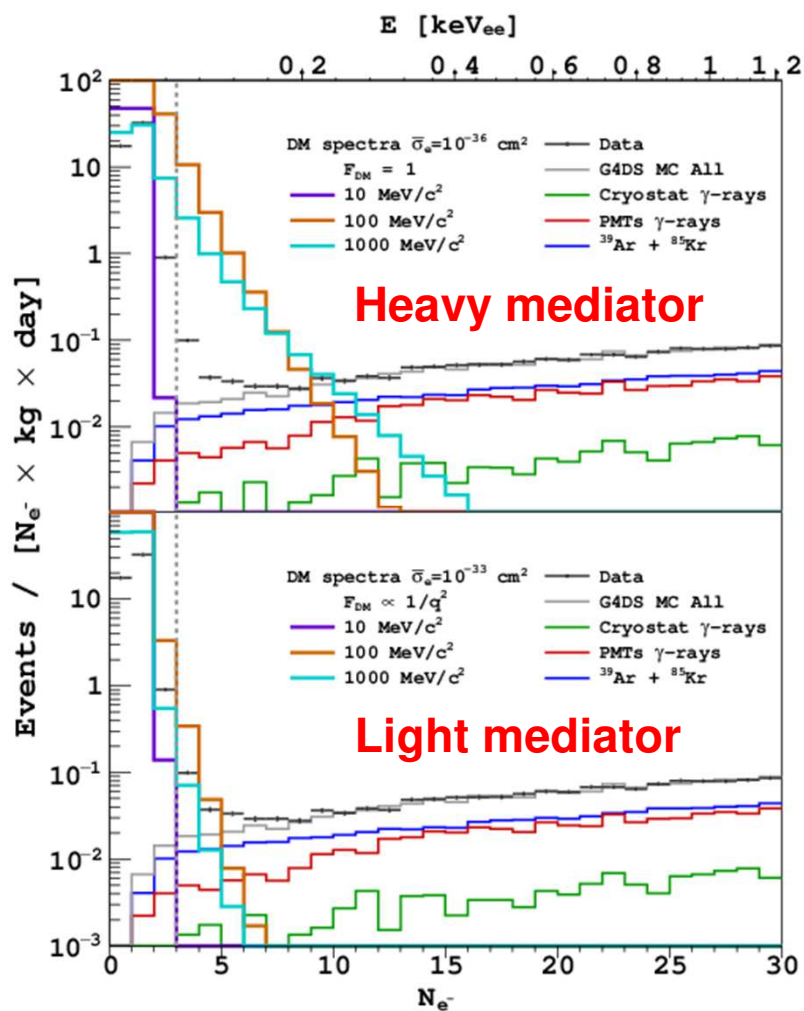 E [keVee]
0.2 0.4 0.6 0.8 1 1.2
10²
10
1
10⁻¹
10⁻²
DM spectra σ̅ₑ=10⁻³⁶ cm²
F_DM = 1
10 MeV/c²
100 MeV/c²
1000 MeV/c²
Data
G4DS MC All
Cryostat γ-rays
PMTs γ-rays
³⁹Ar + ⁸⁵Kr
Heavy mediator
Events / [Nₑ- × kg × day]
10
1
10⁻¹
10⁻²
10⁻³
DM spectra σ̅ₑ=10⁻³³ cm²
F_DM ∝ 1/q²
10 MeV/c²
100 MeV/c²
1000 MeV/c²
Data
G4DS MC All
Cryostat γ-rays
PMTs γ-rays
³⁹Ar + ⁸⁵Kr
Light mediator
0 5 10 15 20 25 30
Nₑ-